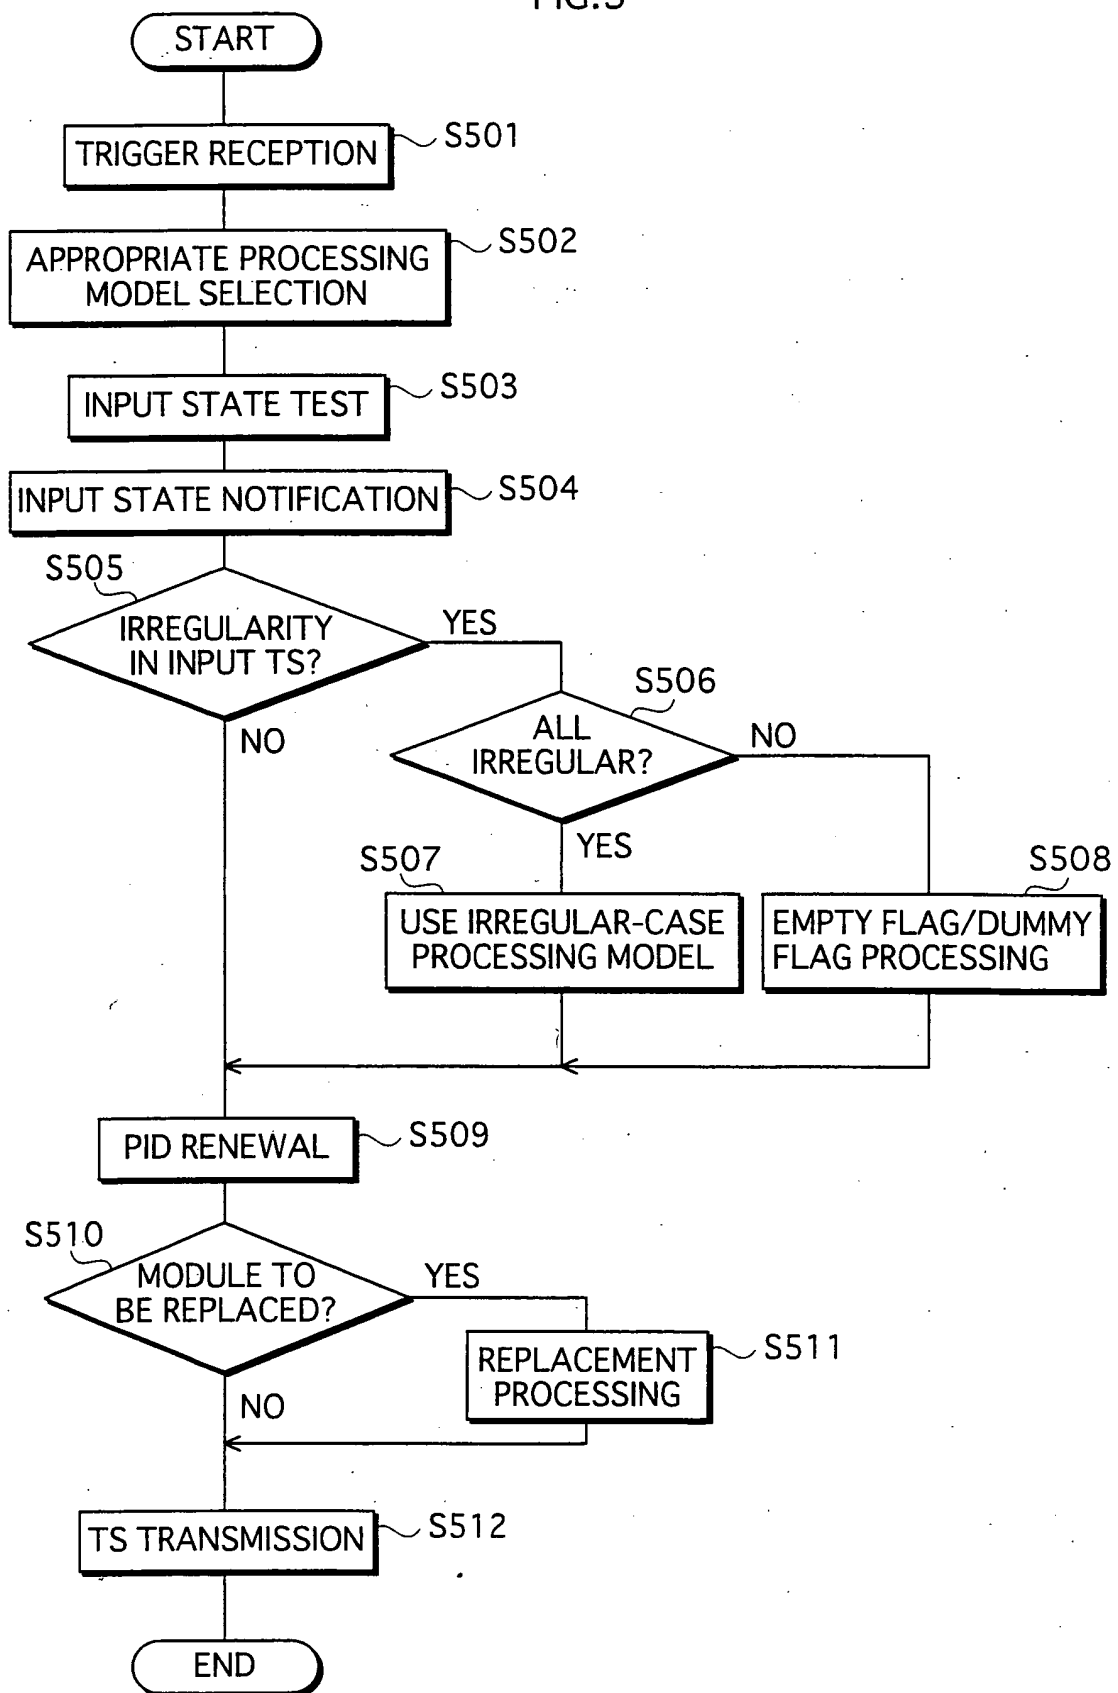 FIG.5
START
TRIGGER RECEPTION
S501
APPROPRIATE PROCESSING
MODEL SELECTION
S502
INPUT STATE TEST
S503
INPUT STATE NOTIFICATION
S504
S505
IRREGULARITY
IN INPUT TS?
YES
NO
S506
ALL
IRREGULAR?
NO
YES
S507
USE IRREGULAR-CASE
PROCESSING MODEL
S508
EMPTY FLAG/DUMMY
FLAG PROCESSING
PID RENEWAL
S509
S510
MODULE TO
BE REPLACED?
YES
NO
REPLACEMENT
PROCESSING
S511
TS TRANSMISSION
S512
END